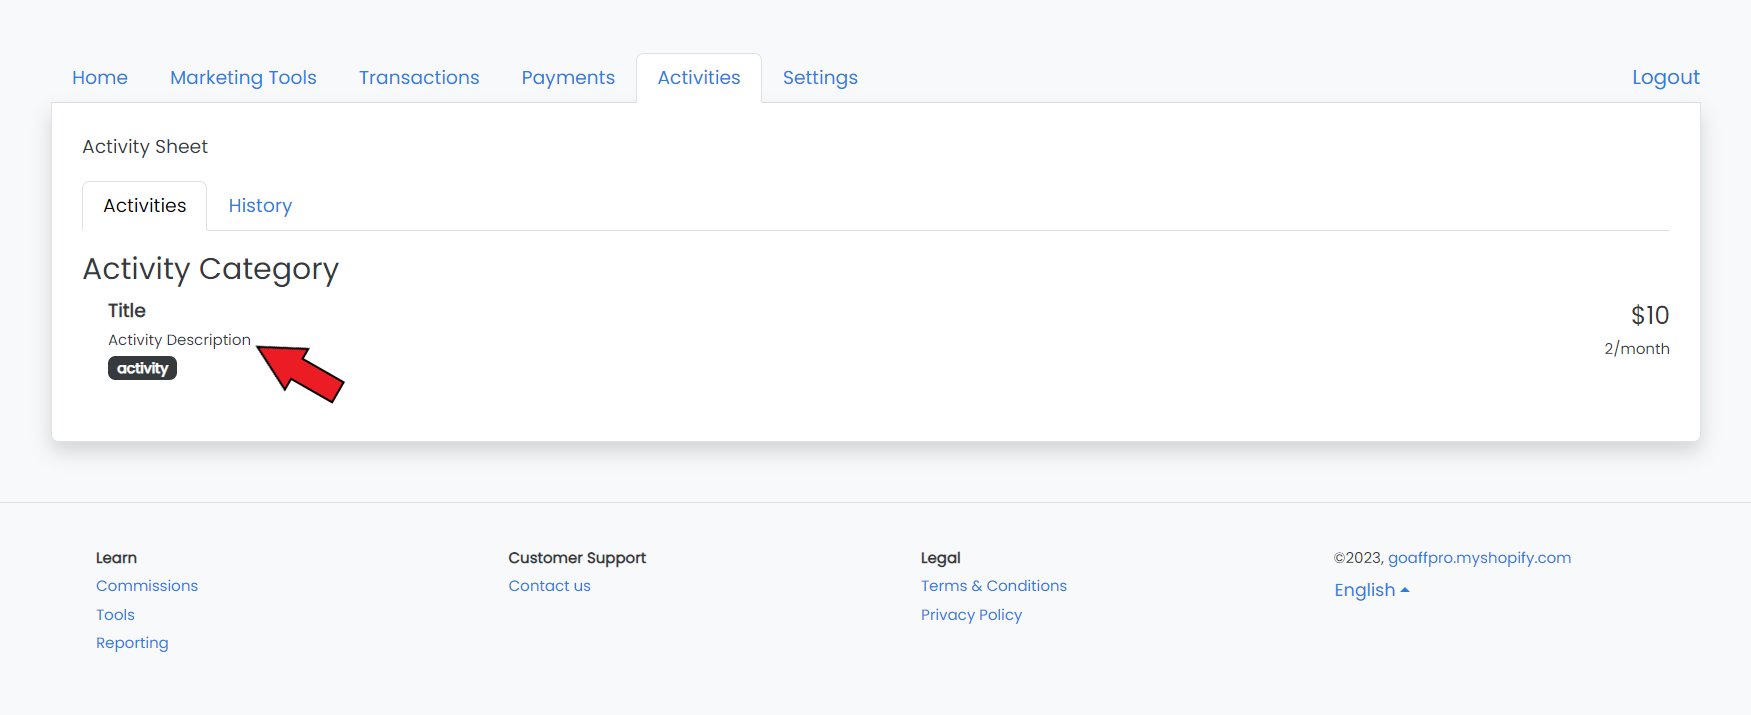 Home Marketing Tools Transactions Payments Activities Settings Logout
Activity Sheet
Activities History
Activity Category
Title
$10
Activity Description
2/month
activity
Learn
Commissions
Tools
Reporting
Customer Support
Contact us
Legal
Terms & Conditions
Privacy Policy
©2023, goaffpro.myshopify.com
English